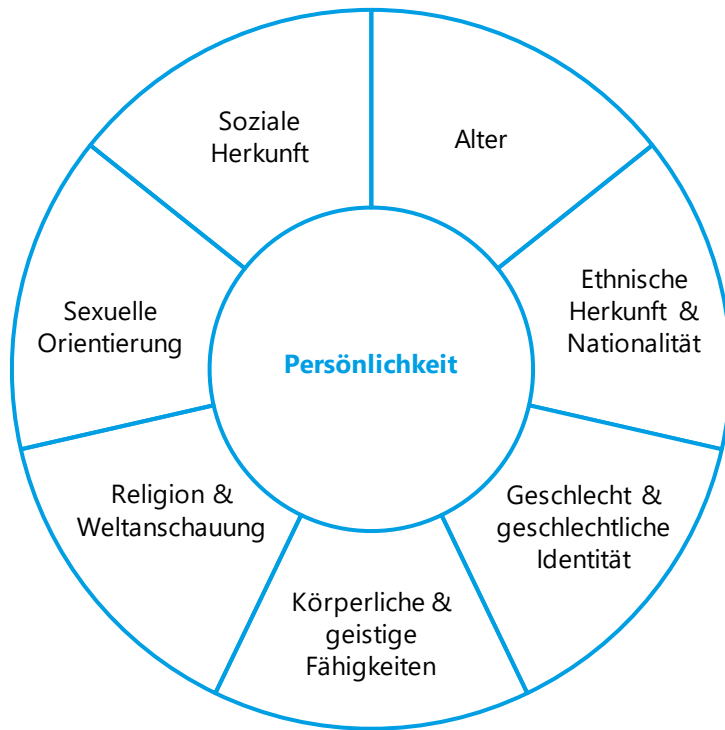 Soziale
Herkunft
Alter
Ethnische
Herkunft &
Nationalität
Geschlecht &
geschlechtliche
Identität
Körperliche &
geistige
Fähigkeiten
Religion &
Weltanschauung
Sexuelle
Orientierung
Persönlichkeit